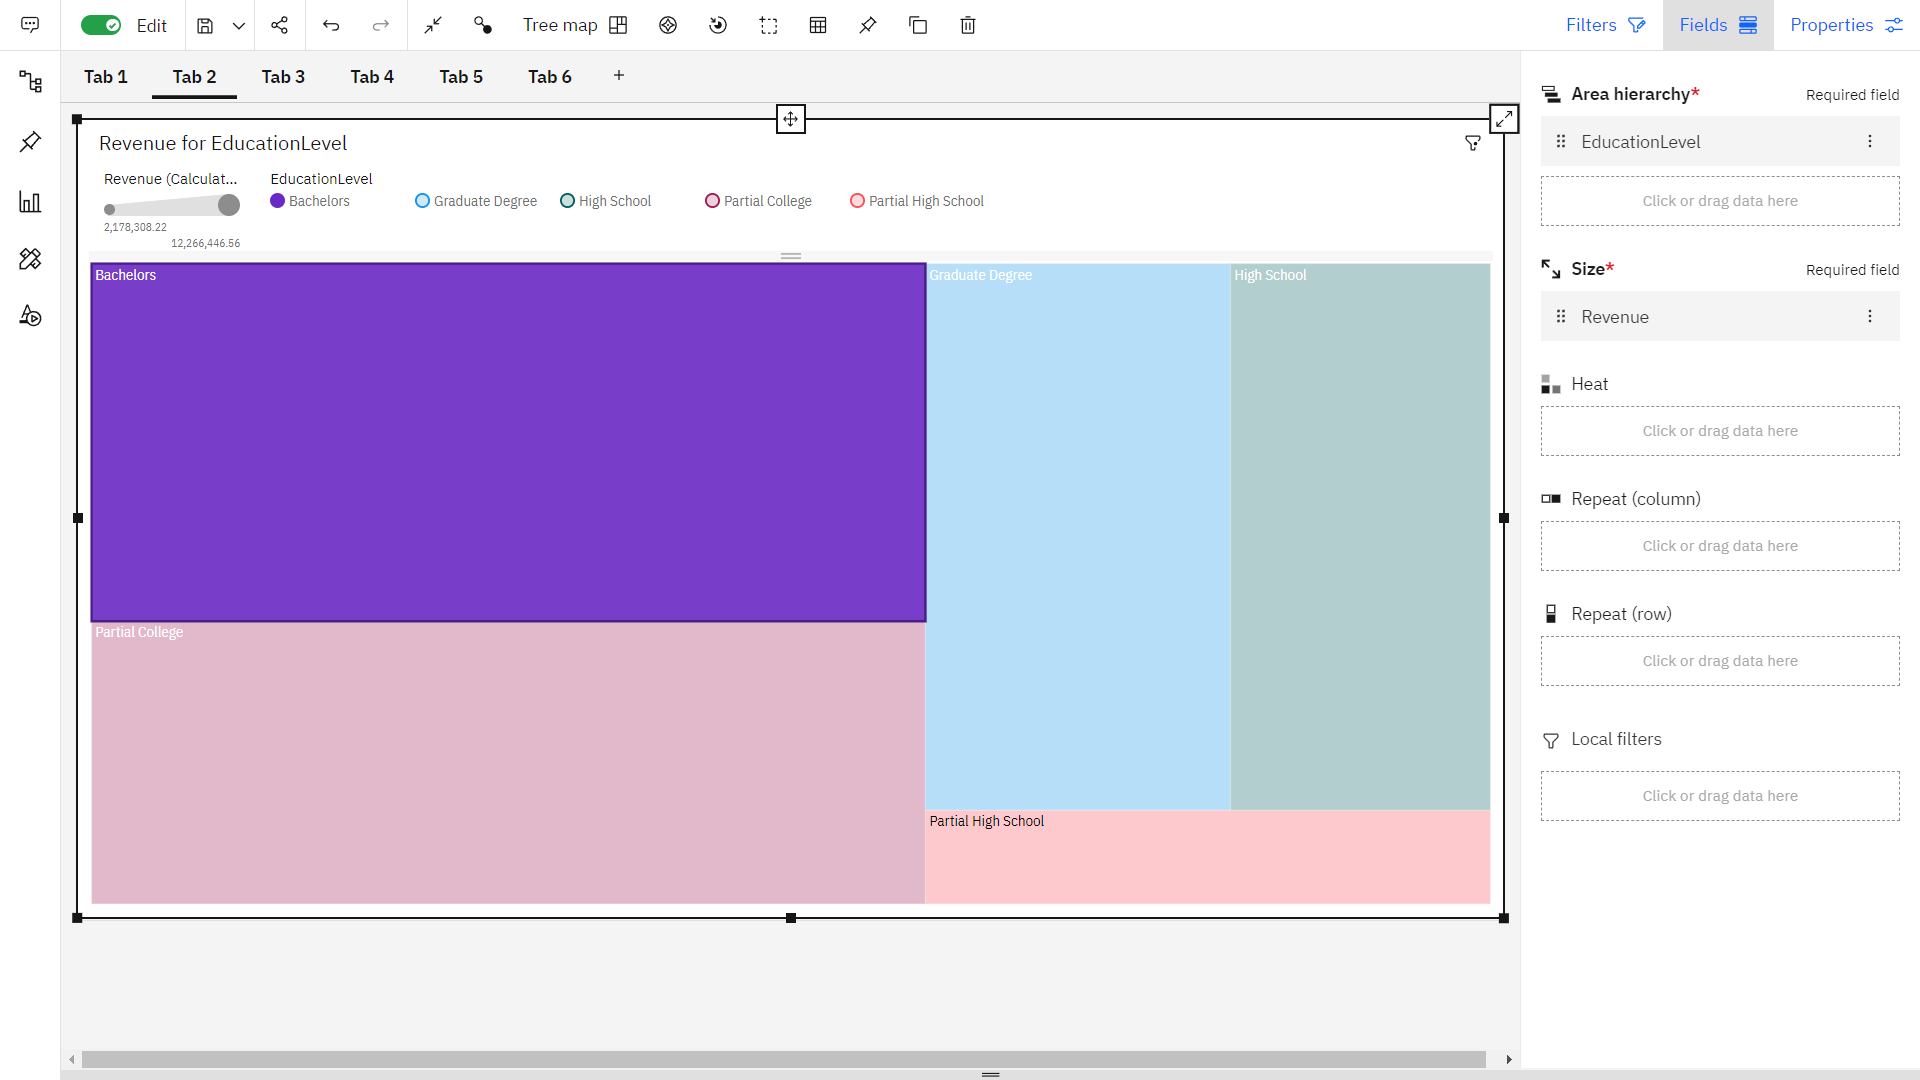 Edit
Tree map
Filters
Fields
Properties
Tab 1
Tab 2
Tab 3
Tab 4
Tab 5
Tab 6
+
Revenue for EducationLevel
Revenue (Calculat...
2,178,308.22
12,266,446.56
EducationLevel
Bachelors
Graduate Degree
High School
Partial College
Partial High School
Bachelors
Graduate Degree
High School
Partial College
Partial High School
Area hierarchy* Required field
EducationLevel
Click or drag data here
Size* Required field
Revenue
Heat
Click or drag data here
Repeat (column)
Click or drag data here
Repeat (row)
Click or drag data here
Local filters
Click or drag data here